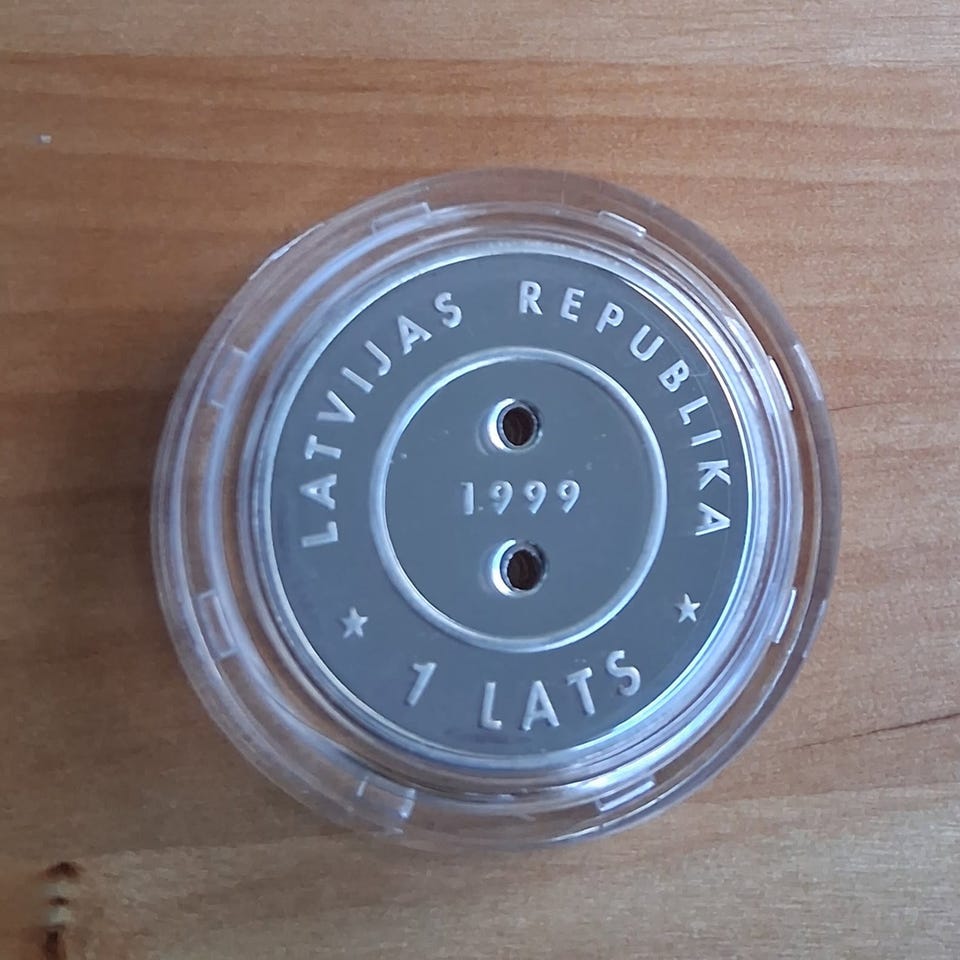 LATVIJAS REPUBLIKA
1999
1 LATS